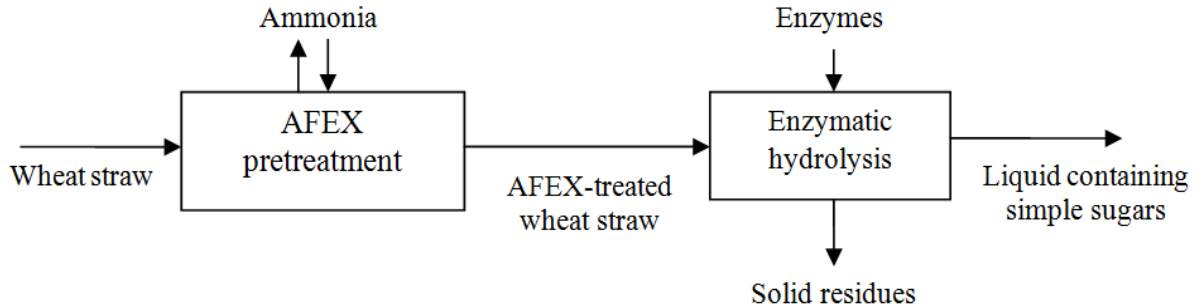 Ammonia
Enzymes
AFEX
pretreatment
Enzymatic
hydrolysis
Wheat straw
AFEX-treated
wheat straw
Liquid containing
simple sugars
Solid residues